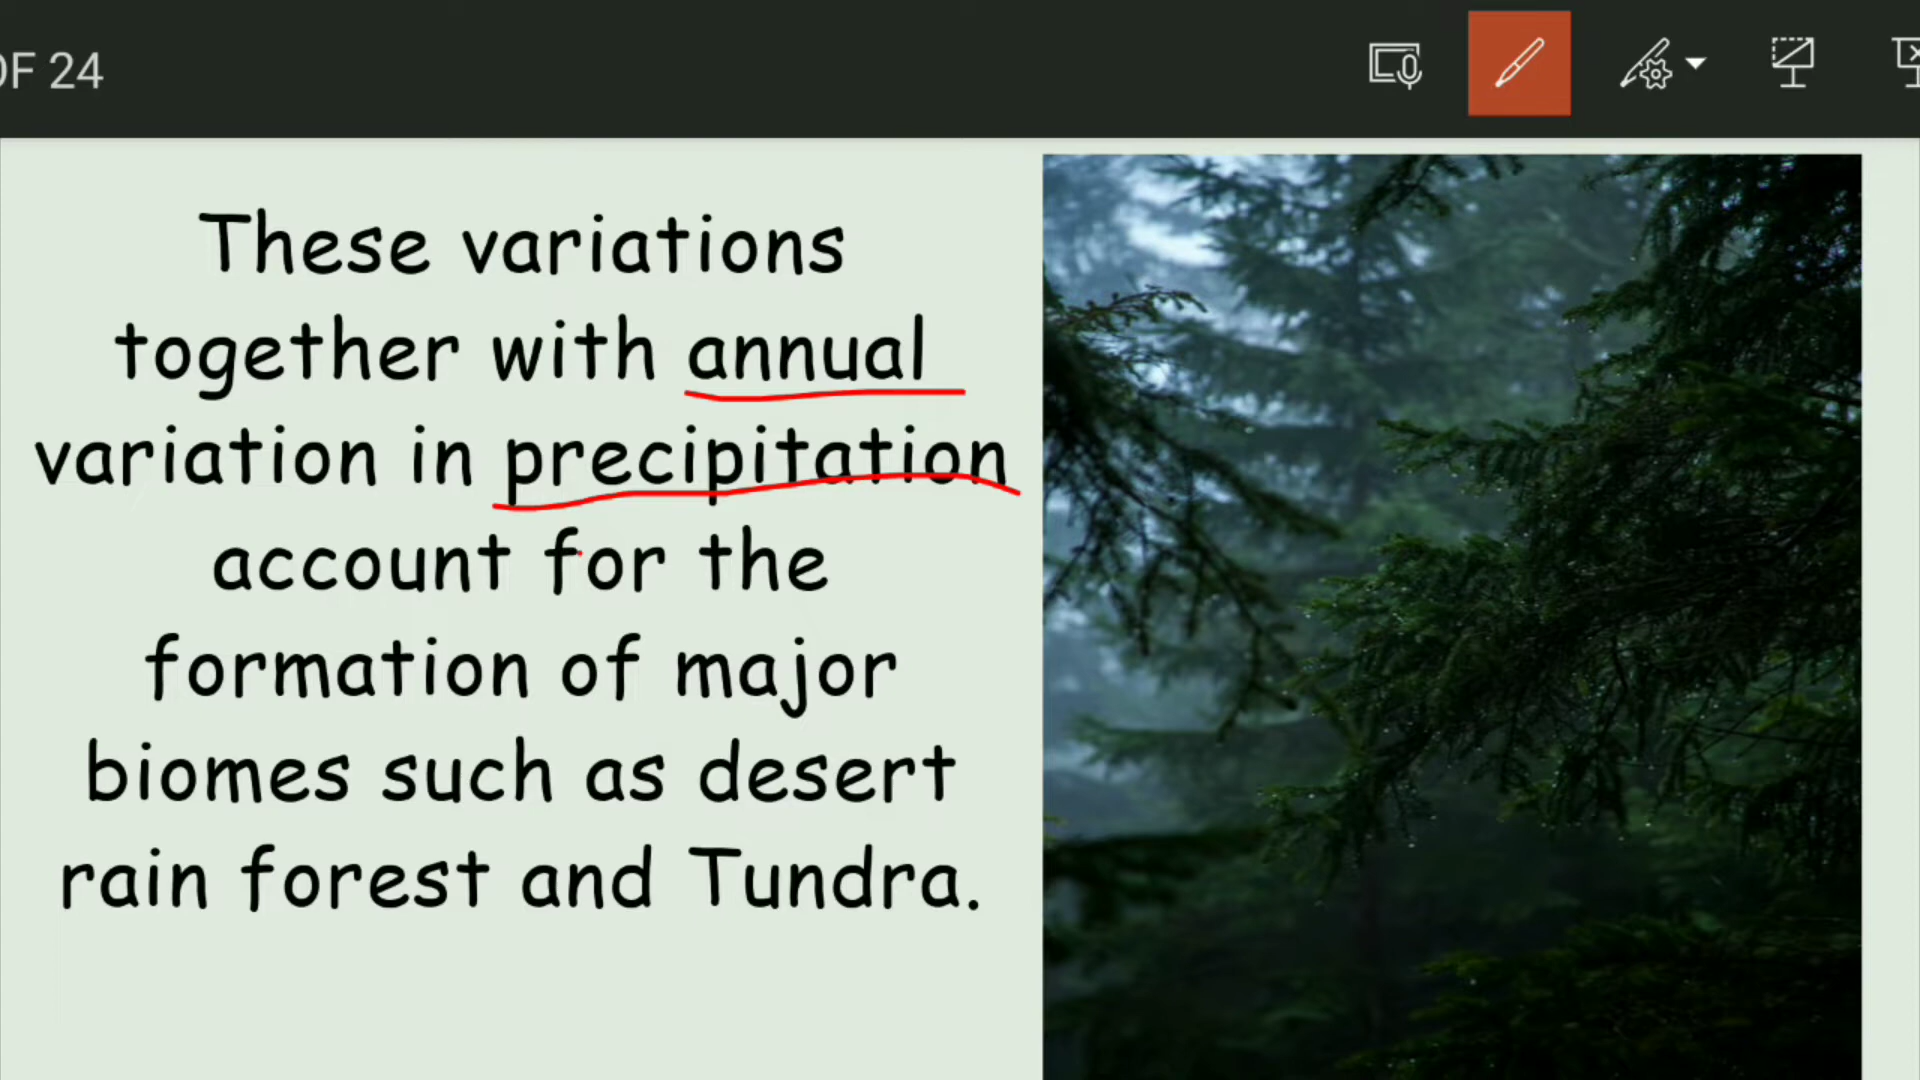 OF 24
These variations
together with annual
variation in precipitation
account for the
formation of major
biomes such as desert
rain forest and Tundra.